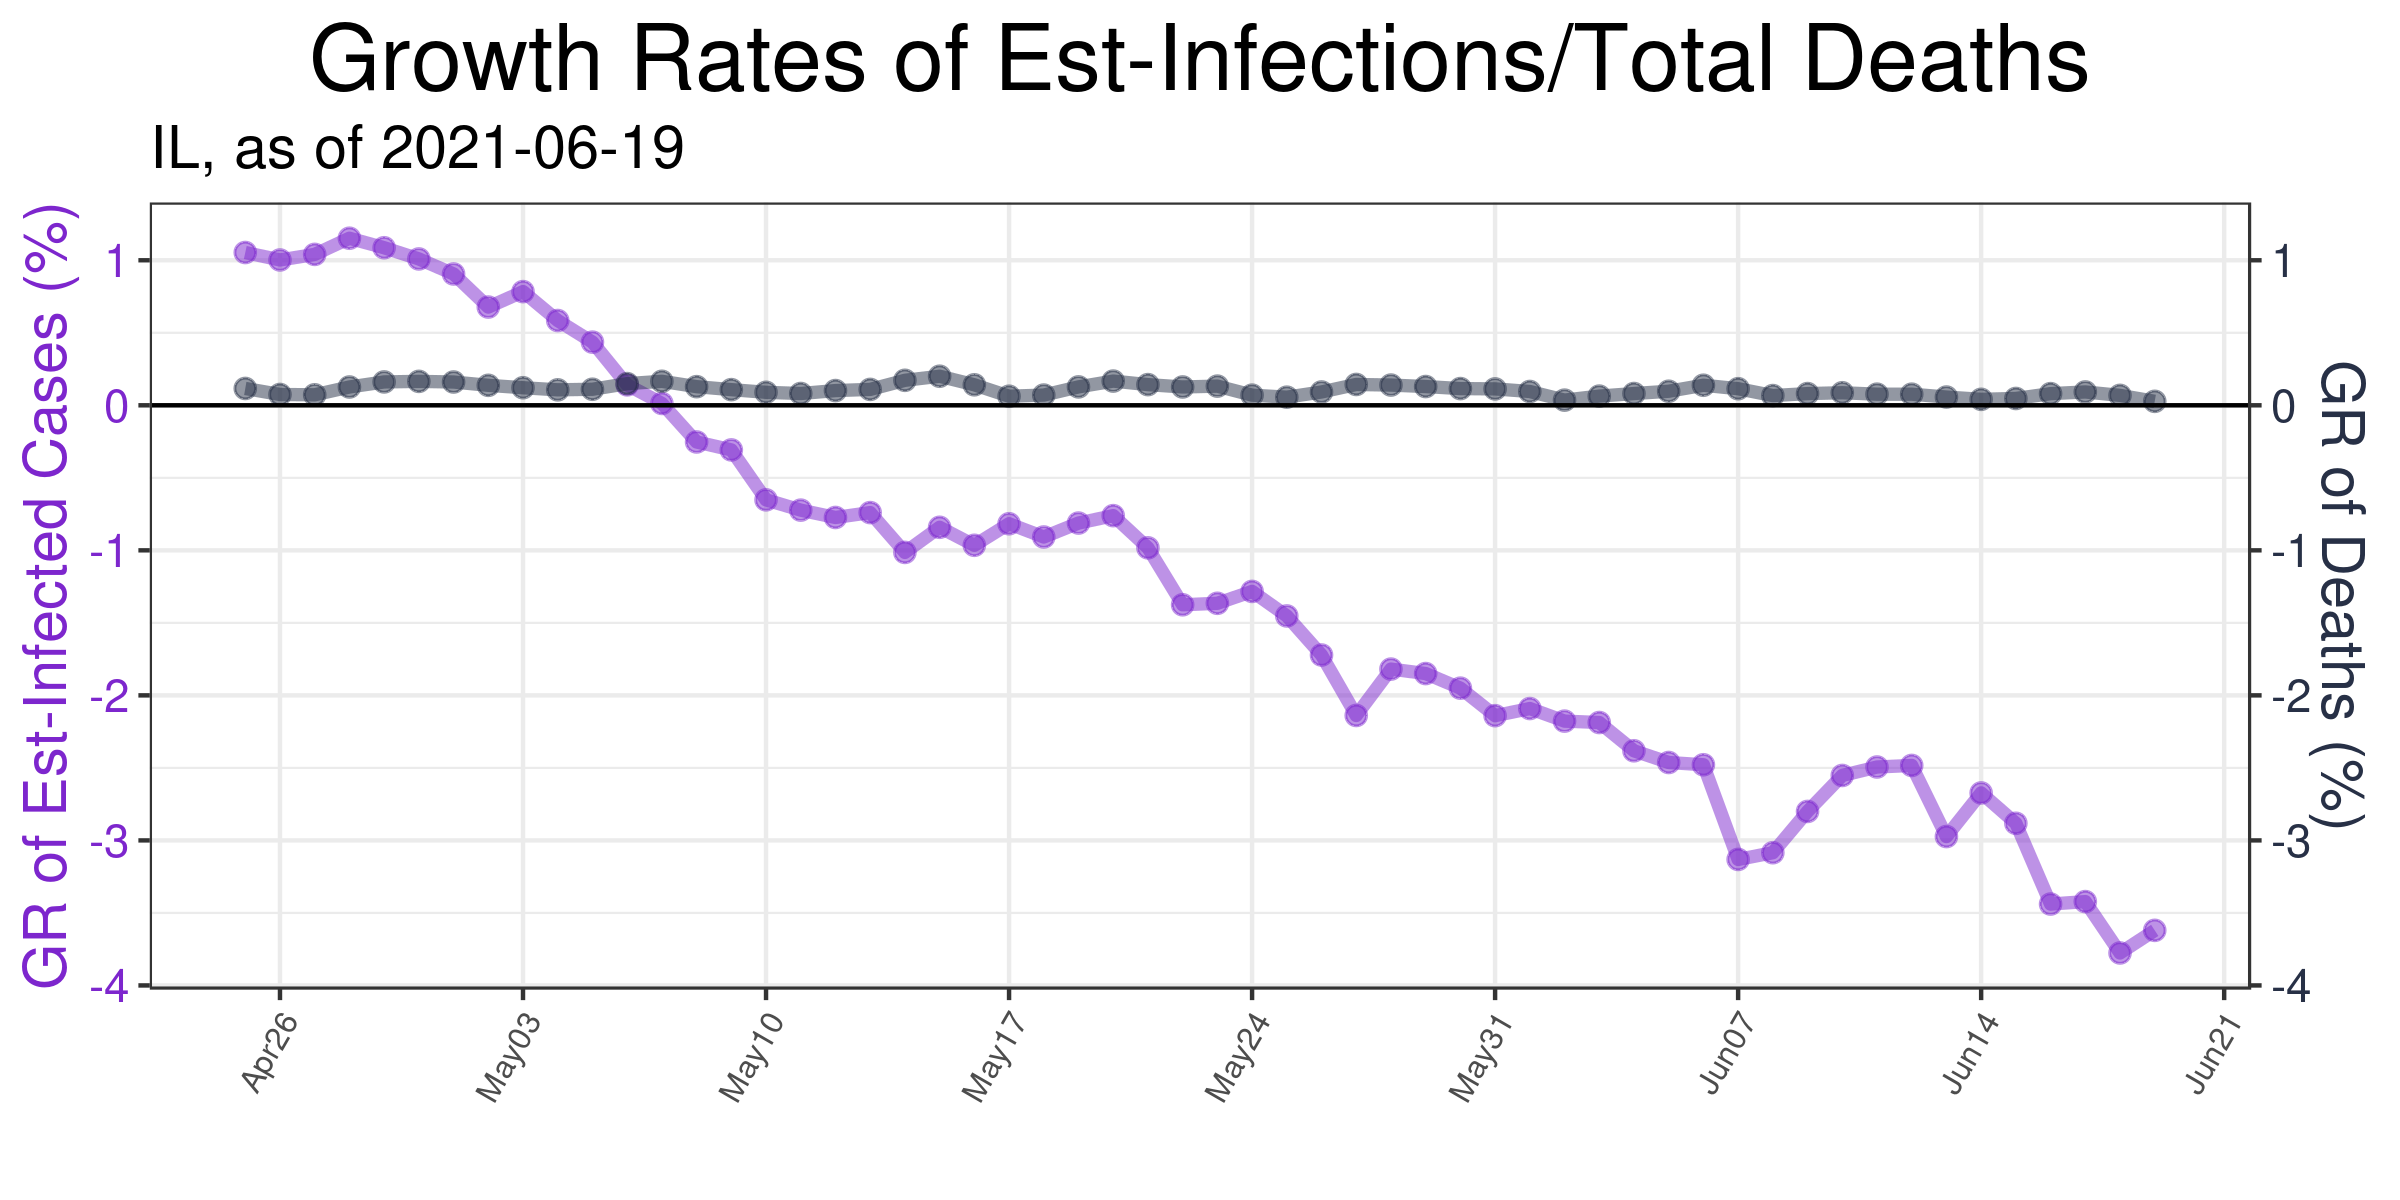 Growth Rates of Est-Infections/Total Deaths
IL, as of 2021-06-19
GR of Est-Infected Cases (%)
1
0
-1
-2
-3
-4
1
0
-1
-2
-3
-4
GR of Deaths (%)
Apr26
May03
May10
May17
May24
May31
Jun07
Jun14
Jun21